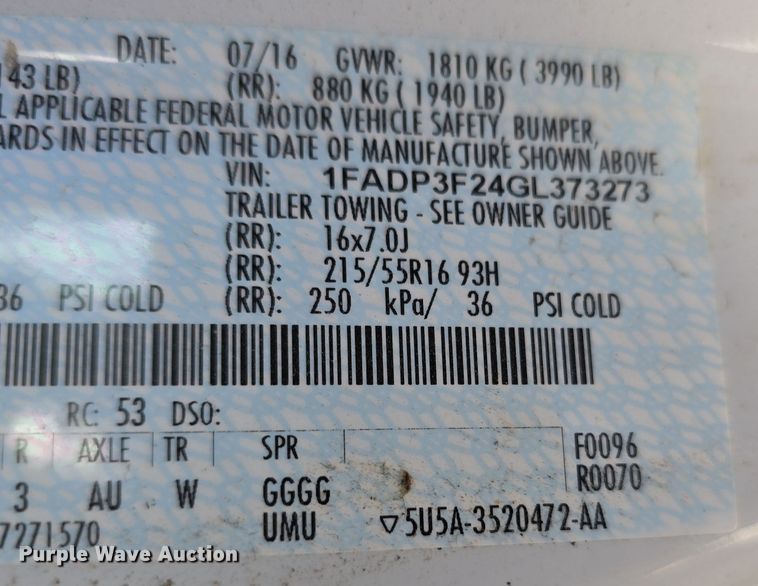 DATE: 07/16 GVWR: 1810 KG ( 3990 LB)
143 LB) (RR): 880 KG ( 1940 LB)
L APPLICABLE FEDERAL MOTOR VEHICLE SAFETY, BUMPER,
ARDS IN EFFECT ON THE DATE OF MANUFACTURE SHOWN ABOVE.
VIN: 1FADP3F24GL373273
TRAILER TOWING - SEE OWNER GUIDE
(RR): 16x7.0J
(RR): 215/55R16 93H
36 PSI COLD (RR): 250 kPa/ 36 PSI COLD
RC: 53 DSO:
R AXLE TR SPR F0096
3 AU W GGGG R0070
7271570 UMU ▽5U5A-3520472-AA
Purple Wave Auction